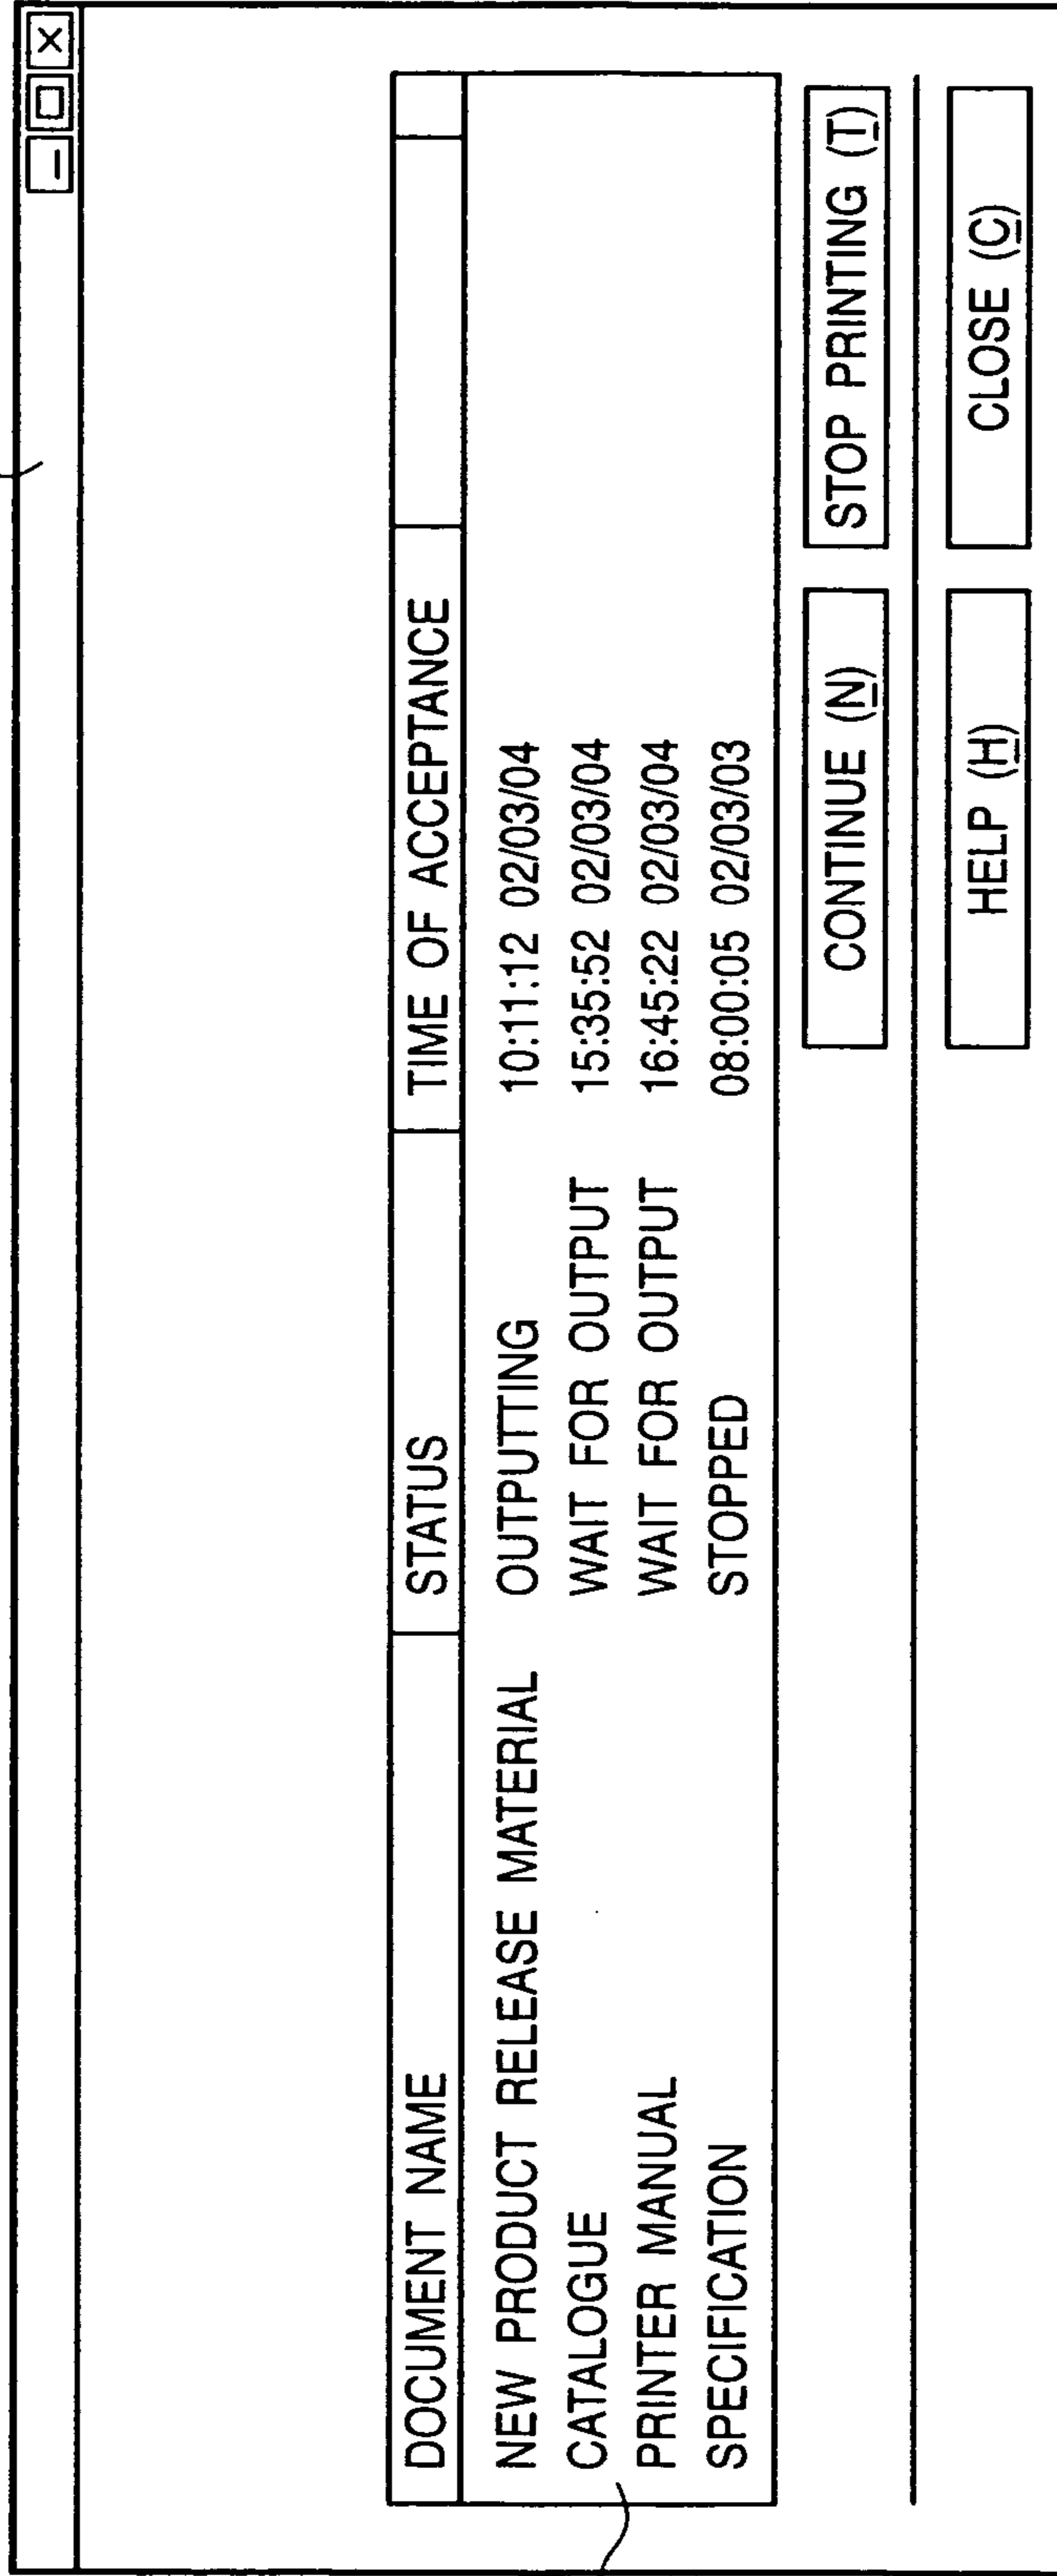 DOCUMENT NAME STATUS TIME OF ACCEPTANCE
NEW PRODUCT RELEASE MATERIAL OUTPUTTING 10:11:12 02/03/04
CATALOGUE WAIT FOR OUTPUT 15:35:52 02/03/04
PRINTER MANUAL WAIT FOR OUTPUT 16:45:22 02/03/04
SPECIFICATION STOPPED 08:00:05 02/03/03
CONTINUE (N) STOP PRINTING (T)
HELP (H) CLOSE (C)